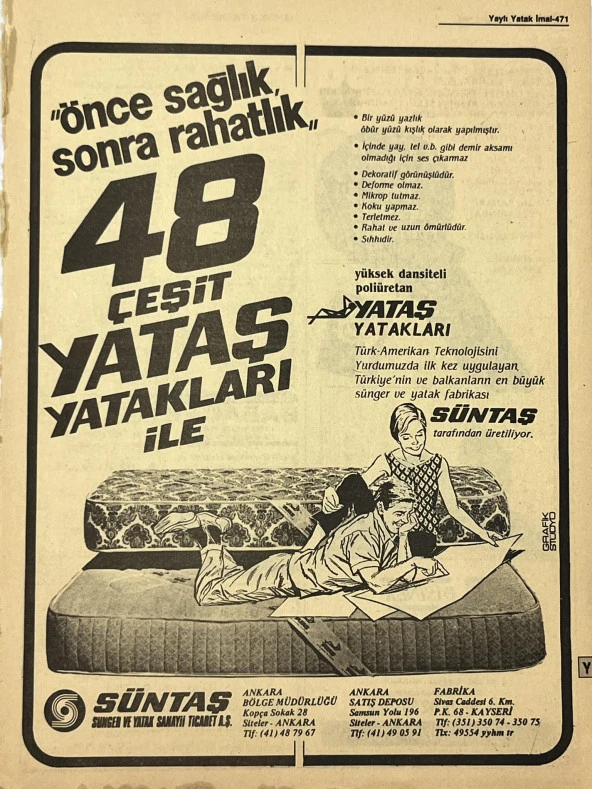 Yaylı Yatak İmal-471
"önce sağlık,
sonra rahatlık„
48
ÇEŞİT
YATAŞ
YATAKLARI
İLE
• Bir yüzü yazlık
öbür yüzü kışlık olarak yapılmıştır.
• İçinde yay, tel v.b. gibi demir aksamı
olmadığı için ses çıkarmaz
• Dekoratif görünüşlüdür.
• Deforme olmaz.
• Mikrop tutmaz.
• Koku yapmaz.
• Terletmez.
• Rahat ve uzun ömürlüdür.
• Sıhhidir.
yüksek dansiteli
poliüretan
YATAŞ
YATAKLARI
Türk-Amerikan Teknolojisini
Yurdumuzda ilk kez uygulayan,
Türkiye'nin ve balkanların en büyük
sünger ve yatak fabrikası
SÜNTAŞ
tarafından üretiliyor.
GRAFİK
STÜDYO
Y
SÜNTAŞ
SUNGER VE YATAK SANAYİİ TİCARET A.Ş.
ANKARA
BÖLGE MÜDÜRLÜĞÜ
Kopça Sokak 28
Siteler - ANKARA
Tlf: (41) 48 79 67
ANKARA
SATIŞ DEPOSU
Samsun Yolu 196
Siteler - ANKARA
Tlf: (41) 49 05 91
FABRİKA
Sivas Caddesi 6. Km.
P.K. 68 - KAYSERİ
Tlf: (351) 350 74 - 350 75
Tlx: 49554 yyhm tr